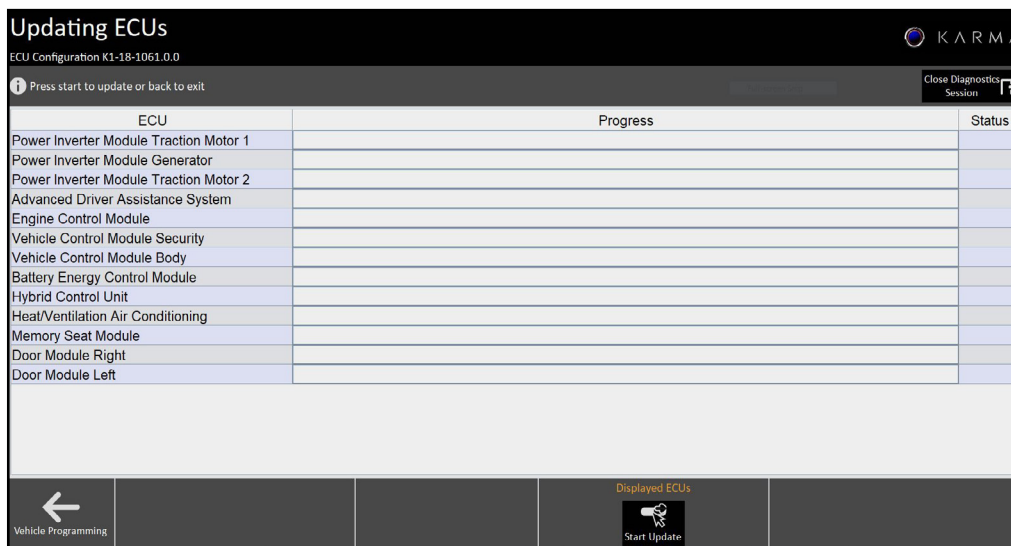 Updating ECUs
ECU Configuration K1-18-1061.0.0
KARMA
Press start to update or back to exit
Close Diagnostics
Session
ECU Progress Status
Power Inverter Module Traction Motor 1
Power Inverter Module Generator
Power Inverter Module Traction Motor 2
Advanced Driver Assistance System
Engine Control Module
Vehicle Control Module Security
Vehicle Control Module Body
Battery Energy Control Module
Hybrid Control Unit
Heat/Ventilation Air Conditioning
Memory Seat Module
Door Module Right
Door Module Left
Displayed ECUs
Vehicle Programming
Start Update